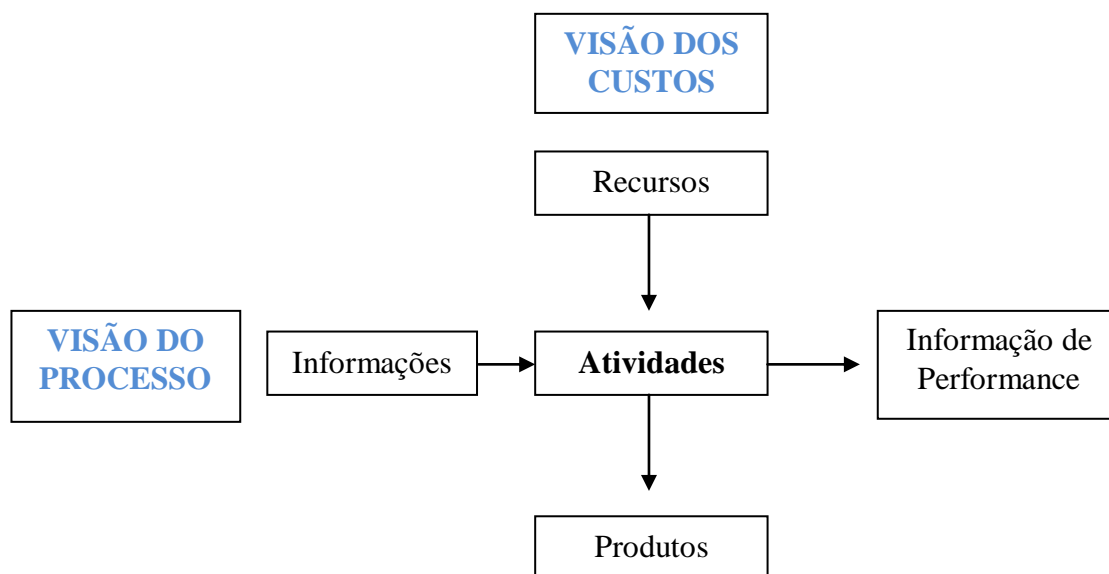 VISÃO DOS
CUSTOS
Recursos
VISÃO DO
PROCESSO
Informações
Atividades
Informação de
Performance
Produtos